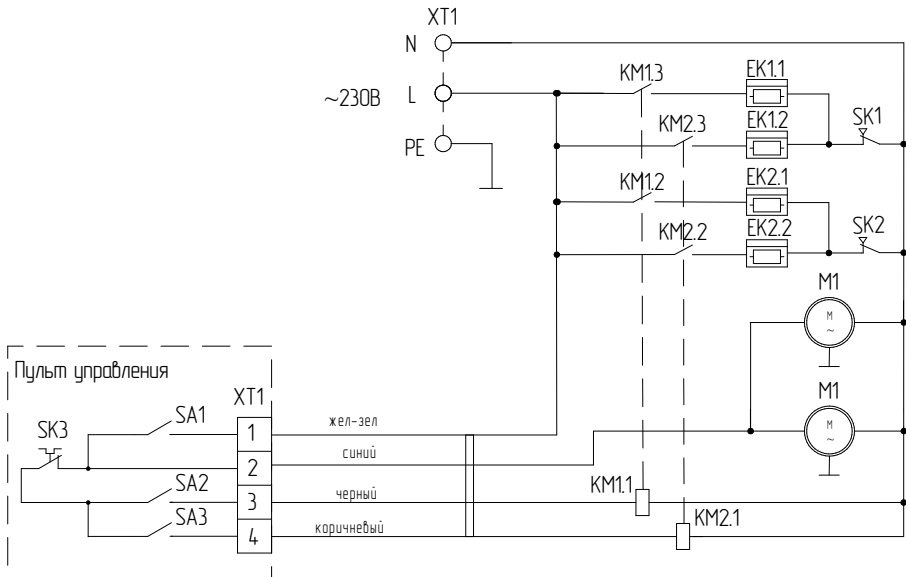 XT1
N
KM1.3
EK1.1
~230В
L
SK1
KM2.3
EK1.2
PE
KM1.2
EK2.1
SK2
KM2.2
EK2.2
M1
M
~
Пульт управления
M1
XT1
M
~
SA1
жел-зел
SK3
1
синий
2
SA2
черный
KM1.1
3
SA3
коричневый
KM2.1
4